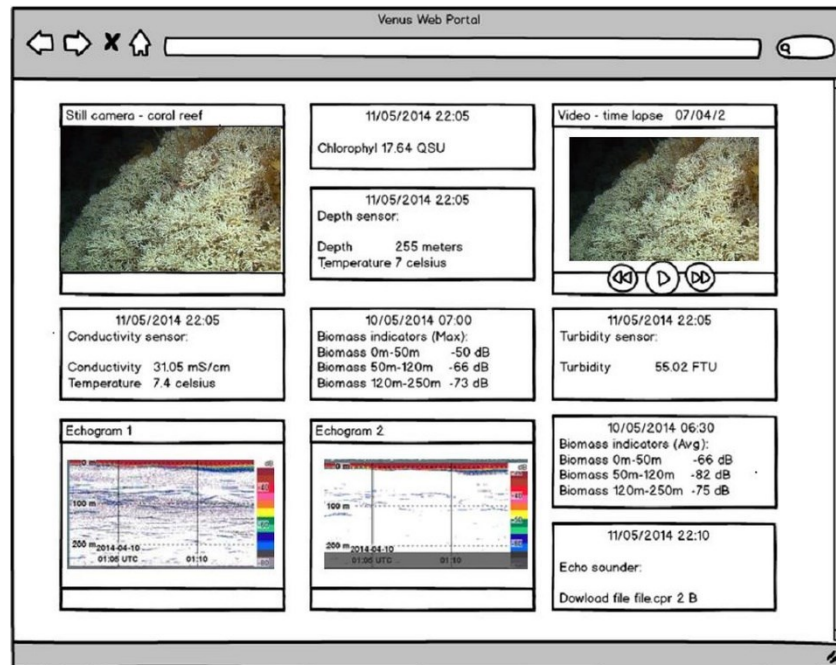 Venus Web Portal
Still camera - coral reef
11/05/2014 22:05
Chlorophyl 17.64 QSU
11/05/2014 22:05
Depth sensor:
Depth 255 meters
Temperature 7 celsius
Video - time lapse 07/04/2
11/05/2014 22:05
Conductivity sensor:
Conductivity 31.05 mS/cm
Temperature 7.4 celsius
10/05/2014 07:00
Biomass indicators (Max):
Biomass 0m-50m -50 dB
Biomass 50m-120m -66 dB
Biomass 120m-250m -73 dB
11/05/2014 22:05
Turbidity sensor:
Turbidity 55.02 FTU
Echogram 1
0 m
100 m
200 m
2014-04-10
01:05 UTC
01:10
dB
Echogram 2
0 m
100 m
200 m
2014-04-10
01:05 UTC
01:10
dB
10/05/2014 06:30
Biomass indicators (Avg):
Biomass 0m-50m -66 dB
Biomass 50m-120m -82 dB
Biomass 120m-250m -75 dB
11/05/2014 22:10
Echo sounder:
Dowload file file.cpr 2 B